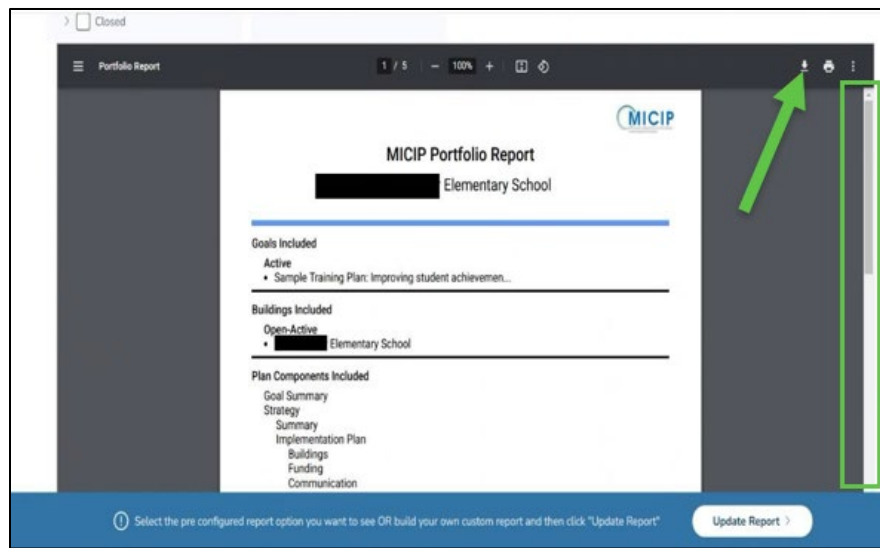 Closed
Portfolio Report 1 / 5 − 100% +
MICIP
MICIP Portfolio Report
Elementary School
Goals Included
Active
• Sample Training Plan: Improving student achievemen...
Buildings Included
Open-Active
• Elementary School
Plan Components Included
Goal Summary
Strategy
Summary
Implementation Plan
Buildings
Funding
Communication
Select the pre configured report option you want to see OR build your own custom report and then click "Update Report"
Update Report >